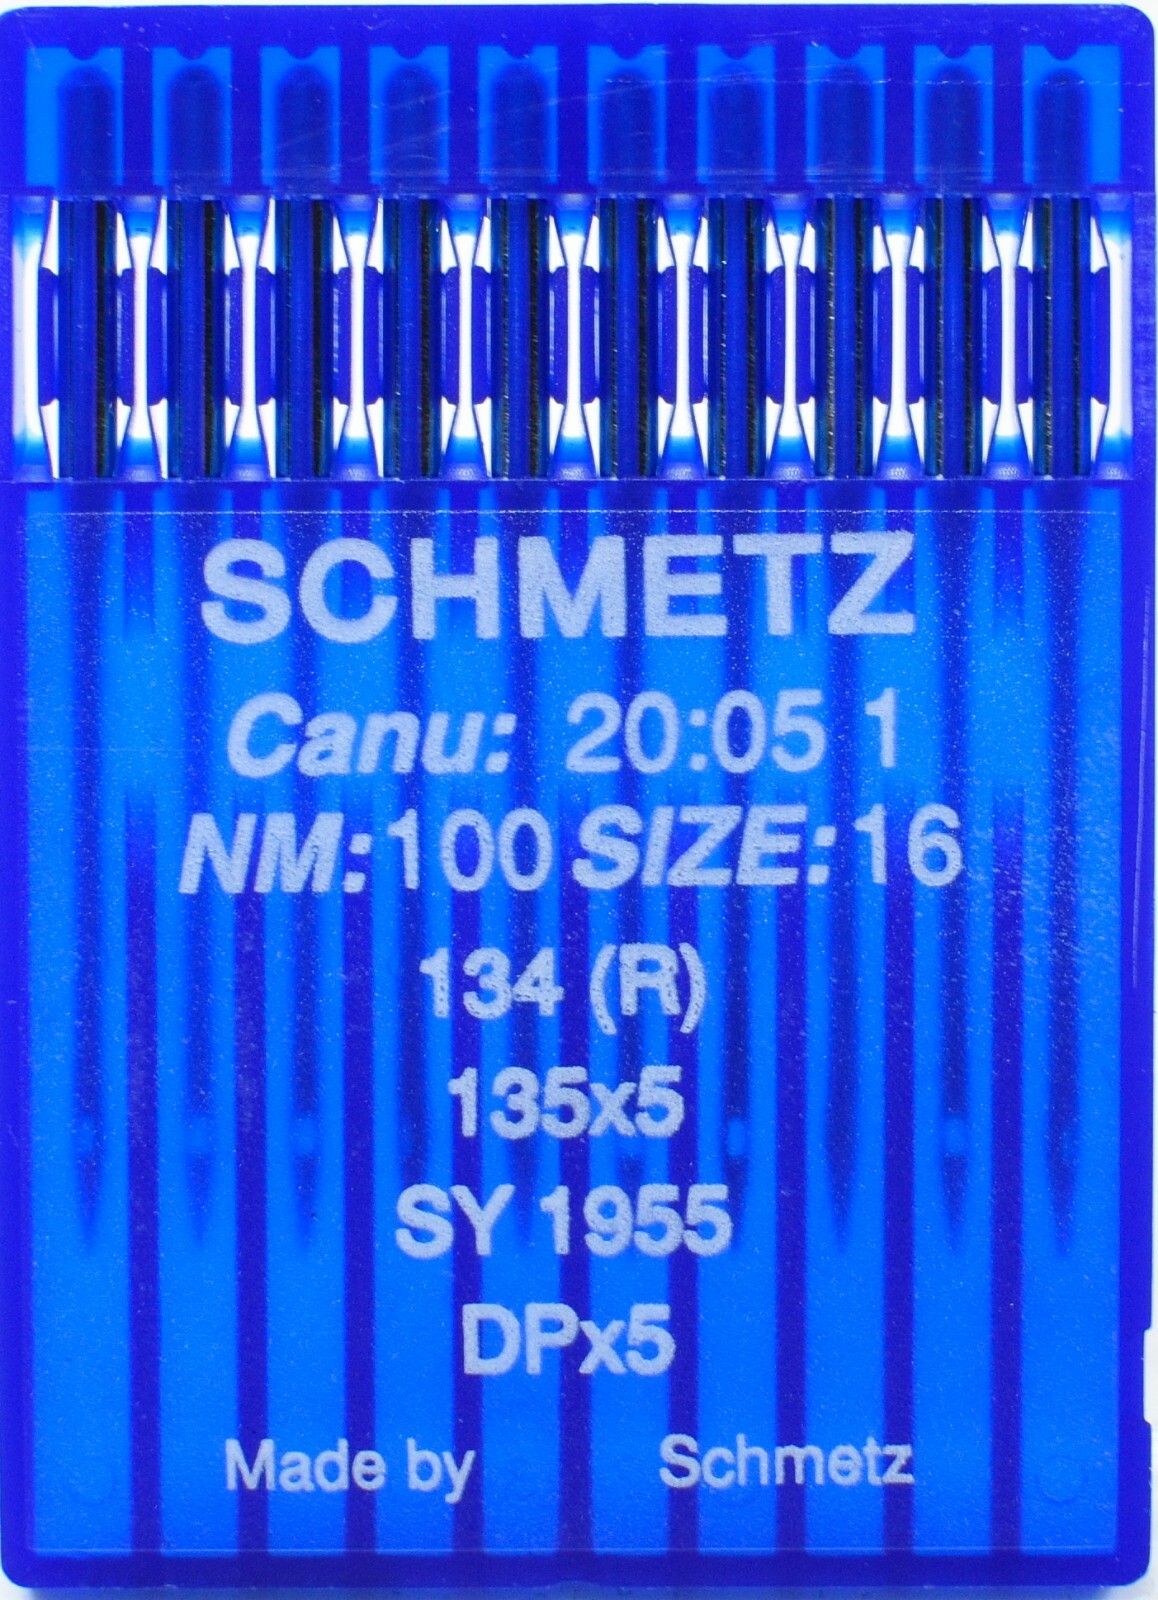 SCHMETZ
Canu: 20:05 1
NM:100 SIZE:16
134 (R)
135x5
SY 1955
DPx5
Made by Schmetz